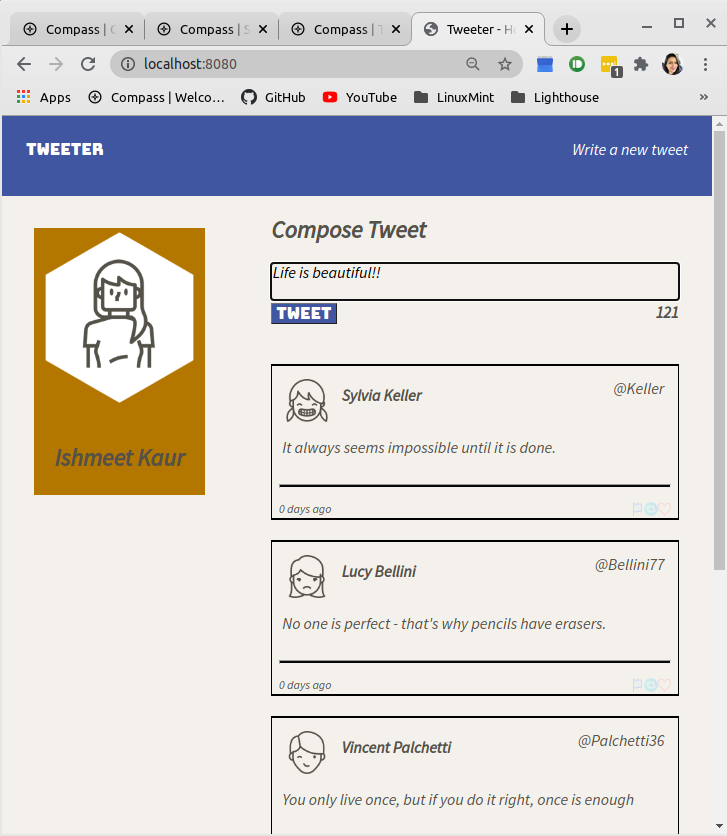 Compass | C
Compass | S
Compass | T
Tweeter - H
localhost:8080
1
Apps
Compass | Welco…
GitHub
YouTube
LinuxMint
Lighthouse
»
TWEETER
Write a new tweet
Ishmeet Kaur
Compose Tweet
Life is beautiful!!
TWEET
121
Sylvia Keller
@Keller
It always seems impossible until it is done.
0 days ago
Lucy Bellini
@Bellini77
No one is perfect - that's why pencils have erasers.
0 days ago
Vincent Palchetti
@Palchetti36
You only live once, but if you do it right, once is enough